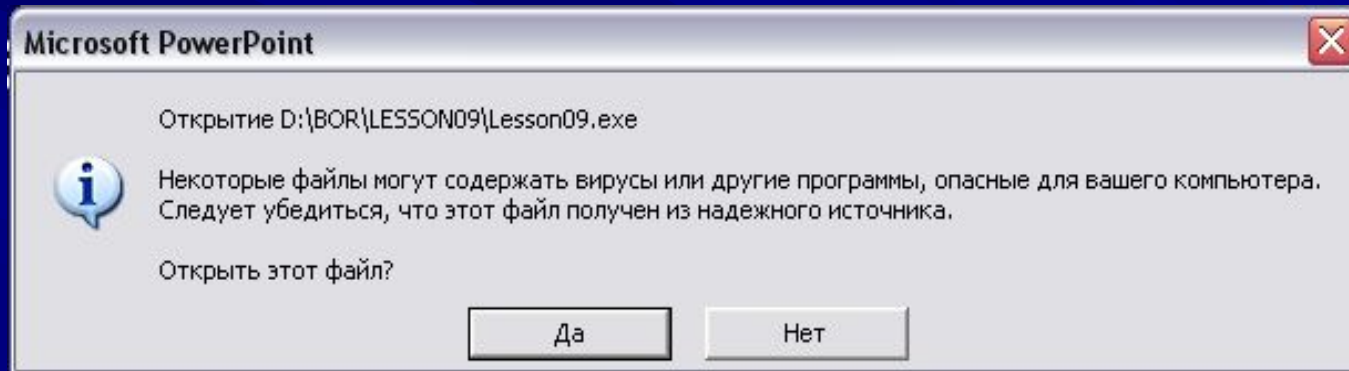 Microsoft PowerPoint
Открытие D:\BOR\LESSON09\Lesson09.exe
Некоторые файлы могут содержать вирусы или другие программы, опасные для вашего компьютера.
Следует убедиться, что этот файл получен из надежного источника.
Открыть этот файл?
Да
Нет